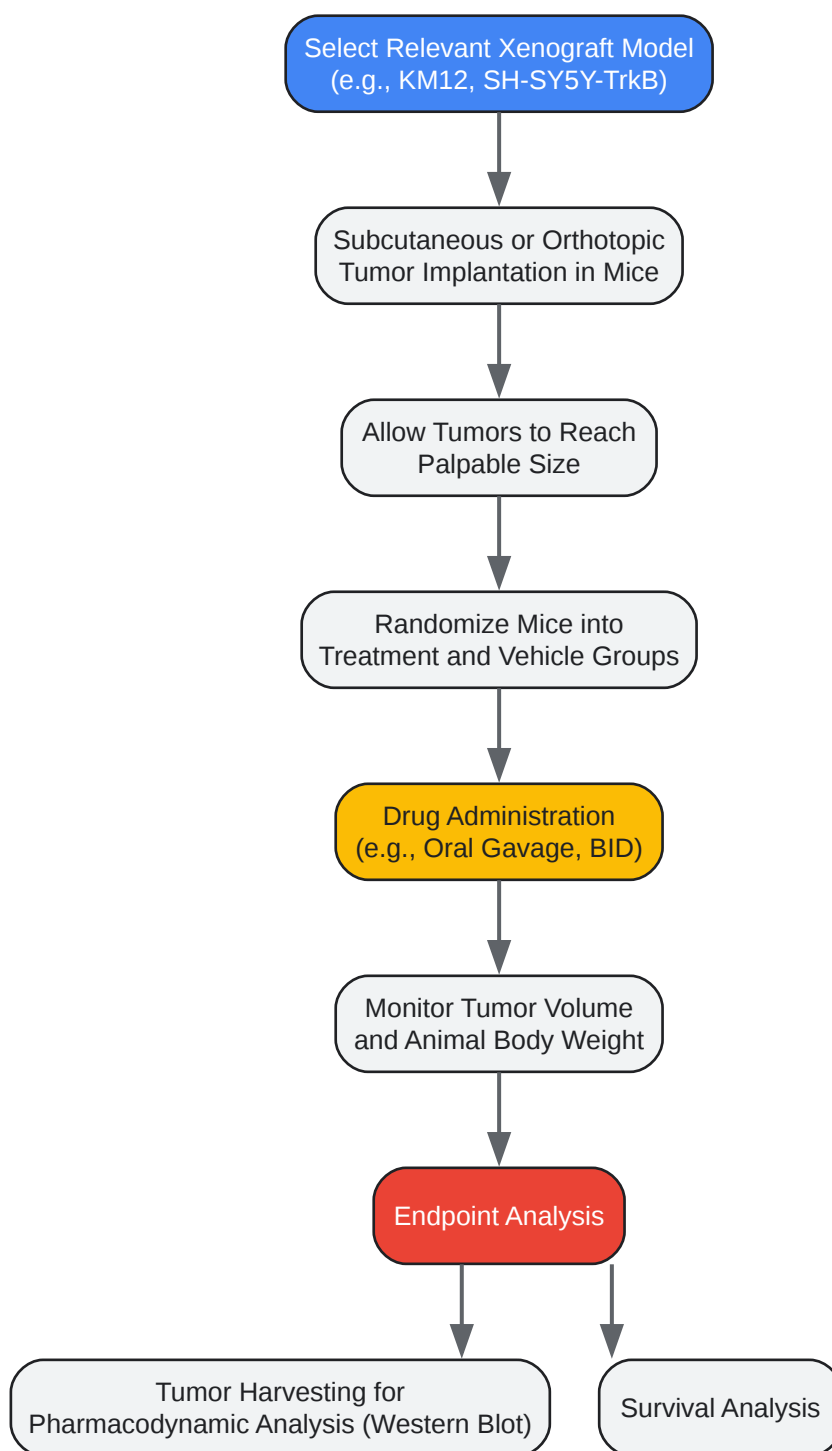 Select Relevant Xenograft Model
(e.g., KM12, SH-SY5Y-TrkB)
Subcutaneous or Orthotopic
Tumor Implantation in Mice
Allow Tumors to Reach
Palpable Size
Randomize Mice into
Treatment and Vehicle Groups
Drug Administration
(e.g., Oral Gavage, BID)
Monitor Tumor Volume
and Animal Body Weight
Endpoint Analysis
Tumor Harvesting for
Pharmacodynamic Analysis (Western Blot)
Survival Analysis